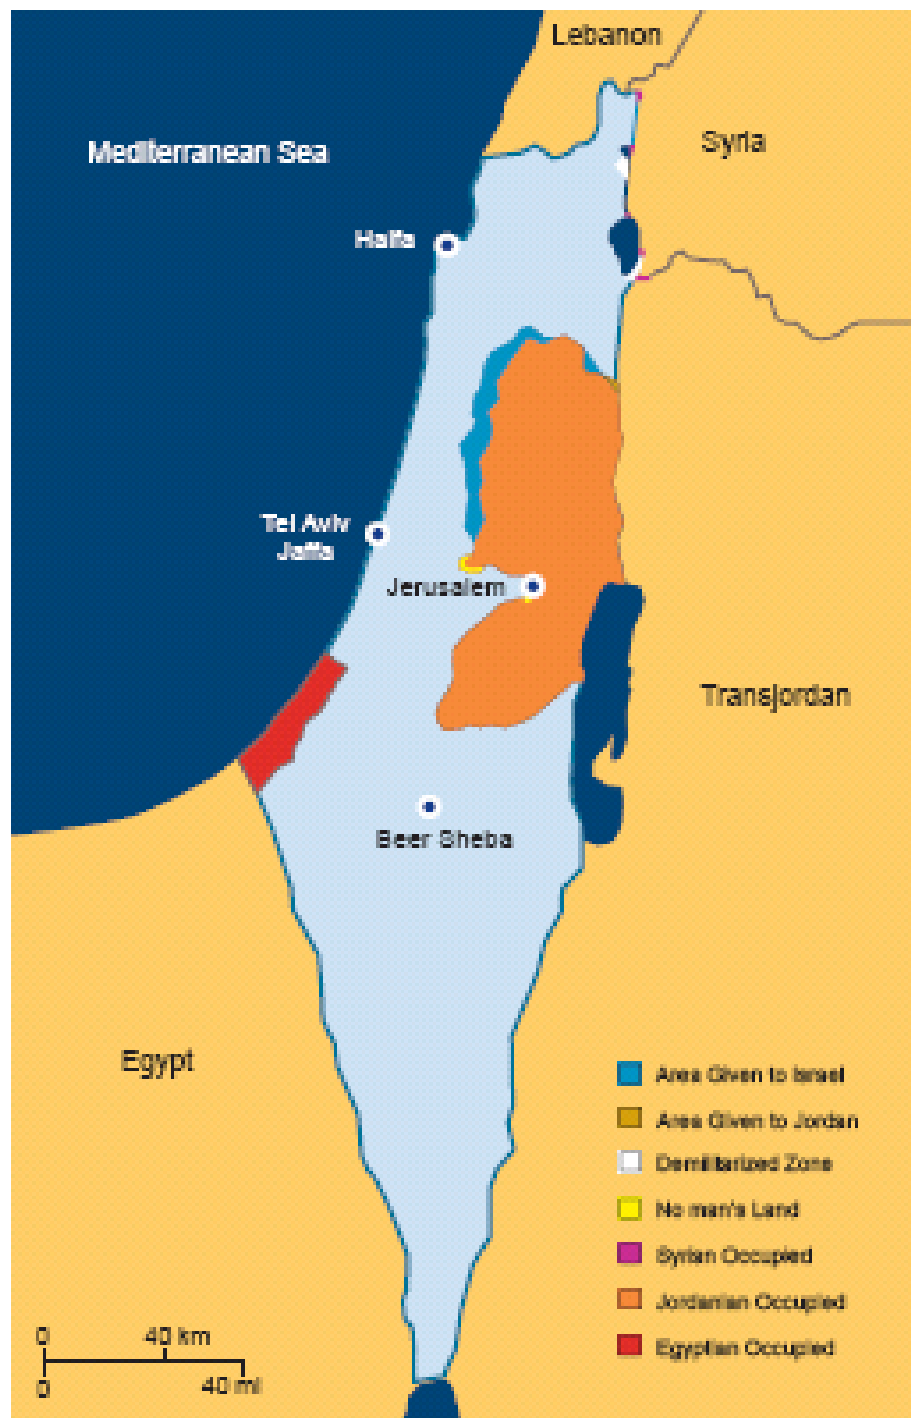 Lebanon
Mediterranean Sea
Syria
Haifa
Tel Aviv
Jaffa
Jerusalem
Transjordan
Beer Sheba
Egypt
Area Given to Israel
Area Given to Jordan
Demilitarized Zone
No man's Land
Syrian Occupied
Jordanian Occupied
Egyptian Occupied
0 40 km
0 40 mi